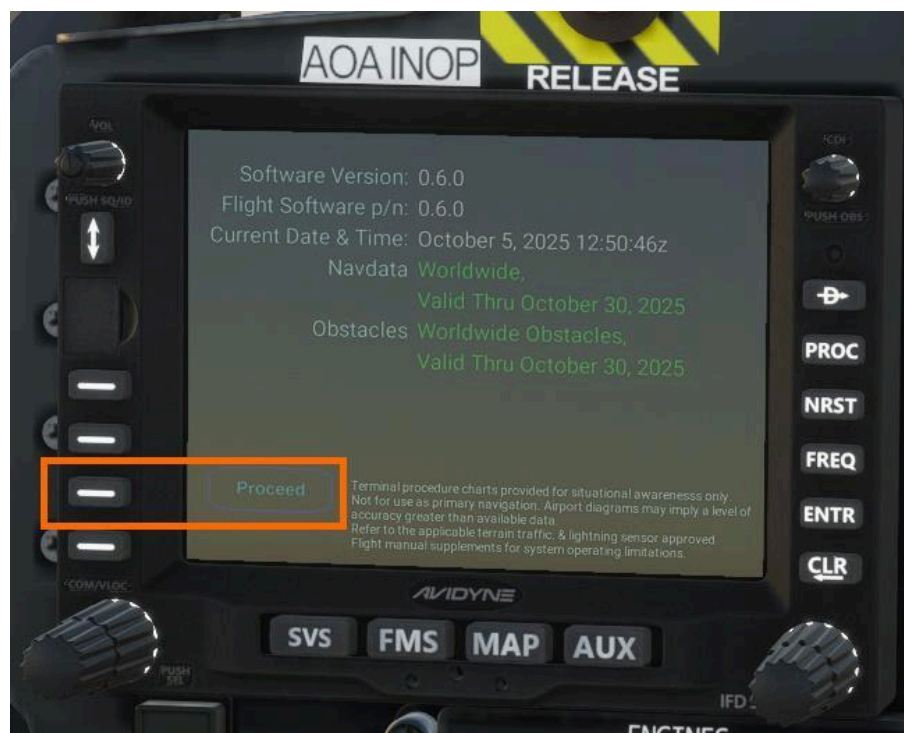 AOA INOP
RELEASE
VOL
PUSH SQ/ID
CDI
PUSH OBS
Software Version: 0.6.0
Flight Software p/n: 0.6.0
Current Date & Time: October 5, 2025 12:50:46z
Navdata Worldwide,
Valid Thru October 30, 2025
Obstacles Worldwide Obstacles,
Valid Thru October 30, 2025
Proceed
Terminal procedure charts provided for situational awarenesss only.
Not for use as primary navigation. Airport diagrams may imply a level of
accuracy greater than available data.
Refer to the applicable terrain traffic. & lightning sensor approved
Flight manual supplements for system operating limitations.
D
PROC
NRST
FREQ
ENTR
CLR
COM/VLOC
AVIDYNE
SVS
FMS
MAP
AUX
PUSH
SEL
IFD
ENGINES